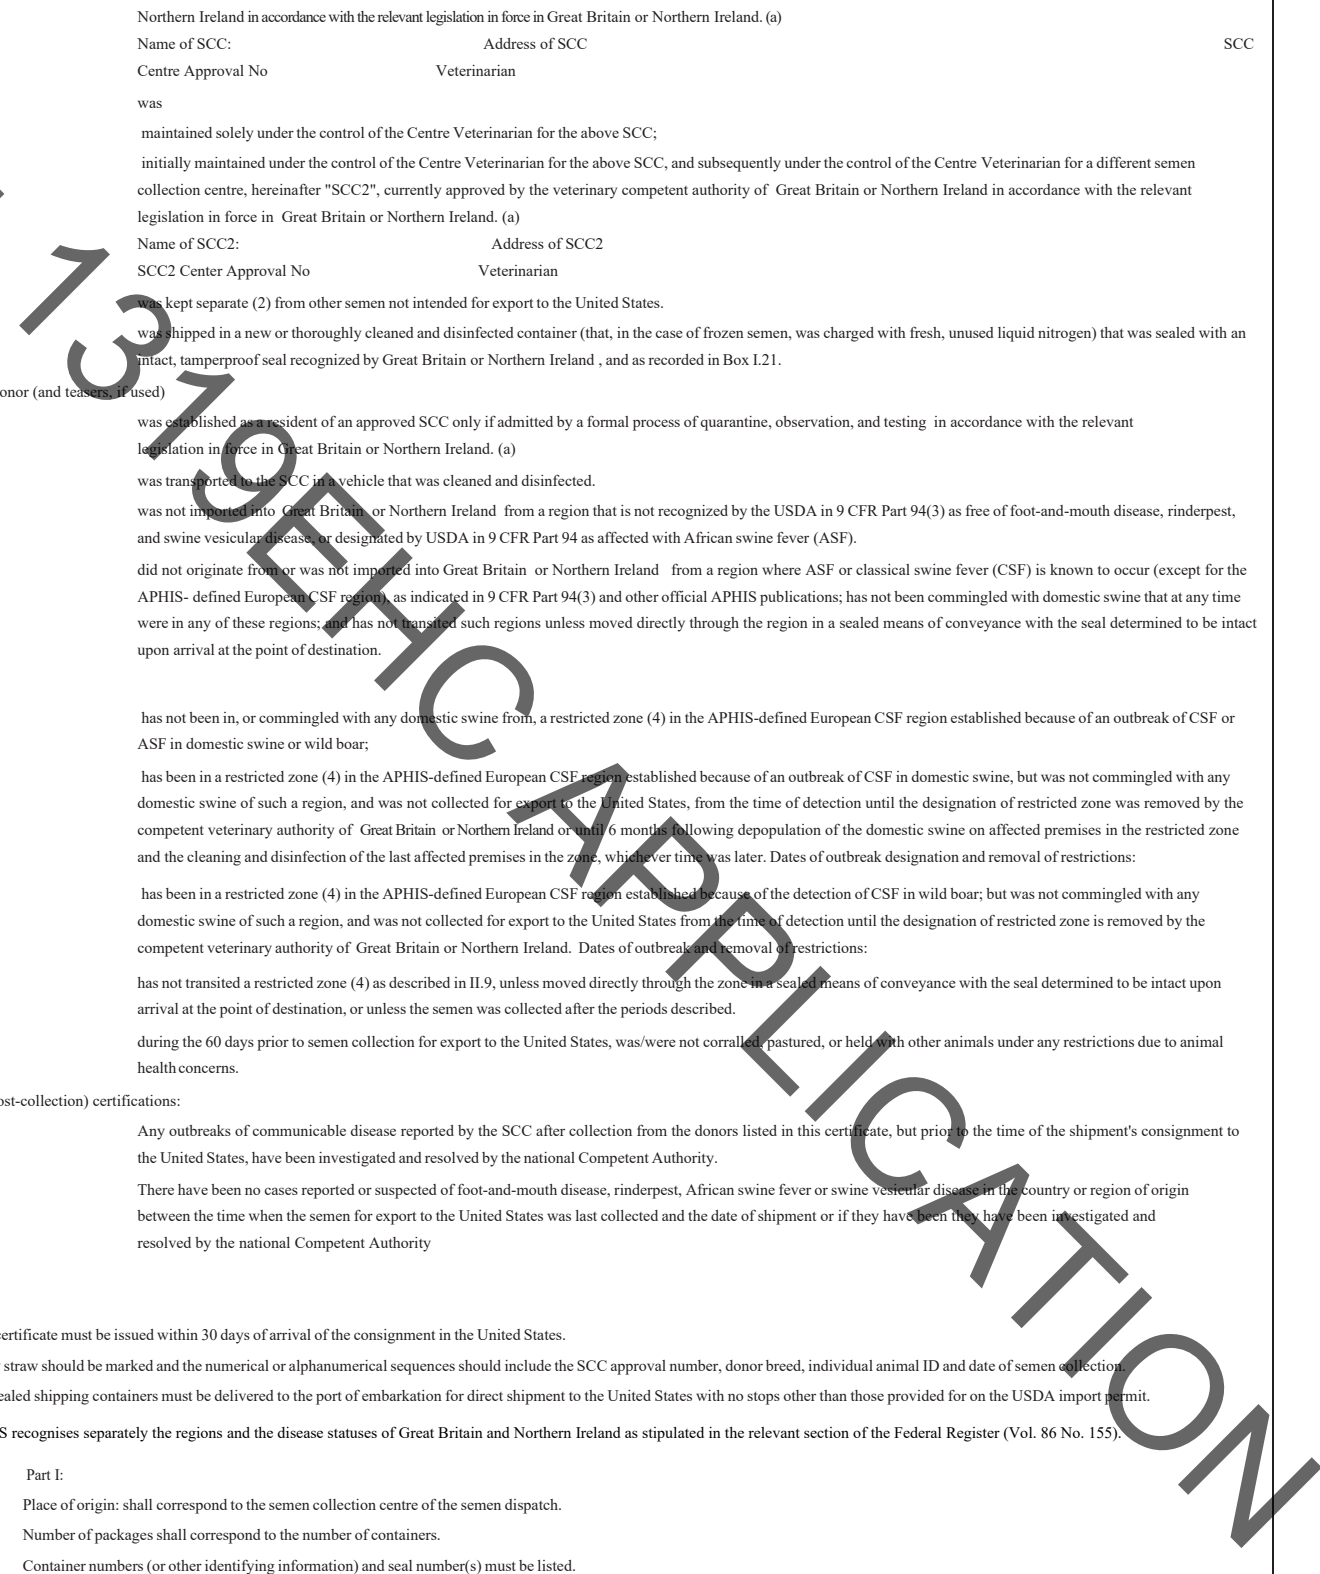 Northern Ireland in accordance with the relevant legislation in force in Great Britain or Northern Ireland. (a)
Name of SCC: Address of SCC SCC
Centre Approval No Veterinarian
was
maintained solely under the control of the Centre Veterinarian for the above SCC;
initially maintained under the control of the Centre Veterinarian for the above SCC, and subsequently under the control of the Centre Veterinarian for a different semen
collection centre, hereinafter "SCC2", currently approved by the veterinary competent authority of Great Britain or Northern Ireland in accordance with the relevant
legislation in force in Great Britain or Northern Ireland. (a)
Name of SCC2: Address of SCC2
SCC2 Center Approval No Veterinarian
was kept separate (2) from other semen not intended for export to the United States.
was shipped in a new or thoroughly cleaned and disinfected container (that, in the case of frozen semen, was charged with fresh, unused liquid nitrogen) that was sealed with an
intact, tamperproof seal recognized by Great Britain or Northern Ireland , and as recorded in Box I.21.
onor (and teasers, if used)
was established as a resident of an approved SCC only if admitted by a formal process of quarantine, observation, and testing in accordance with the relevant
legislation in force in Great Britain or Northern Ireland. (a)
was transported to the SCC in a vehicle that was cleaned and disinfected.
was not imported into Great Britain or Northern Ireland from a region that is not recognized by the USDA in 9 CFR Part 94(3) as free of foot-and-mouth disease, rinderpest,
and swine vesicular disease, or designated by USDA in 9 CFR Part 94 as affected with African swine fever (ASF).
did not originate from or was not imported into Great Britain or Northern Ireland from a region where ASF or classical swine fever (CSF) is known to occur (except for the
APHIS- defined European CSF region), as indicated in 9 CFR Part 94(3) and other official APHIS publications; has not been commingled with domestic swine that at any time
were in any of these regions; and has not transited such regions unless moved directly through the region in a sealed means of conveyance with the seal determined to be intact
upon arrival at the point of destination.
has not been in, or commingled with any domestic swine from, a restricted zone (4) in the APHIS-defined European CSF region established because of an outbreak of CSF or
ASF in domestic swine or wild boar;
has been in a restricted zone (4) in the APHIS-defined European CSF region established because of an outbreak of CSF in domestic swine, but was not commingled with any
domestic swine of such a region, and was not collected for export to the United States, from the time of detection until the designation of restricted zone was removed by the
competent veterinary authority of Great Britain or Northern Ireland or until 6 months following depopulation of the domestic swine on affected premises in the restricted zone
and the cleaning and disinfection of the last affected premises in the zone, whichever time was later. Dates of outbreak designation and removal of restrictions:
has been in a restricted zone (4) in the APHIS-defined European CSF region established because of the detection of CSF in wild boar; but was not commingled with any
domestic swine of such a region, and was not collected for export to the United States from the time of detection until the designation of restricted zone is removed by the
competent veterinary authority of Great Britain or Northern Ireland. Dates of outbreak and removal of restrictions:
has not transited a restricted zone (4) as described in II.9, unless moved directly through the zone in a sealed means of conveyance with the seal determined to be intact upon
arrival at the point of destination, or unless the semen was collected after the periods described.
during the 60 days prior to semen collection for export to the United States, was/were not corralled, pastured, or held with other animals under any restrictions due to animal
health concerns.
ost-collection) certifications:
Any outbreaks of communicable disease reported by the SCC after collection from the donors listed in this certificate, but prior to the time of the shipment's consignment to
the United States, have been investigated and resolved by the national Competent Authority.
There have been no cases reported or suspected of foot-and-mouth disease, rinderpest, African swine fever or swine vesicular disease in the country or region of origin
between the time when the semen for export to the United States was last collected and the date of shipment or if they have been they have been investigated and
resolved by the national Competent Authority
certificate must be issued within 30 days of arrival of the consignment in the United States.
straw should be marked and the numerical or alphanumerical sequences should include the SCC approval number, donor breed, individual animal ID and date of semen collection.
ealed shipping containers must be delivered to the port of embarkation for direct shipment to the United States with no stops other than those provided for on the USDA import permit.
S recognises separately the regions and the disease statuses of Great Britain and Northern Ireland as stipulated in the relevant section of the Federal Register (Vol. 86 No. 155).
Part I:
Place of origin: shall correspond to the semen collection centre of the semen dispatch.
Number of packages shall correspond to the number of containers.
Container numbers (or other identifying information) and seal number(s) must be listed.
1319EHC APPLICATION